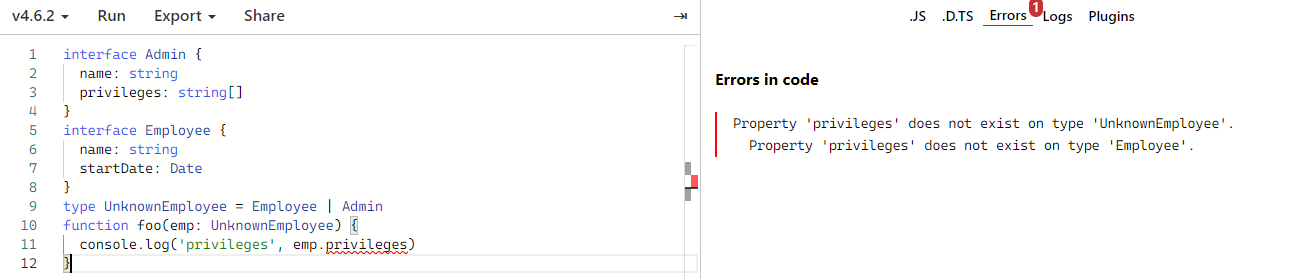 v4.6.2 Run Export Share
.JS .D.TS Errors 1 Logs Plugins
1 interface Admin {
2 name: string
3 privileges: string[]
4 }
5 interface Employee {
6 name: string
7 startDate: Date
8 }
9 type UnknownEmployee = Employee | Admin
10 function foo(emp: UnknownEmployee) {
11 console.log('privileges', emp.privileges)
12 }
Errors in code
Property 'privileges' does not exist on type 'UnknownEmployee'.
Property 'privileges' does not exist on type 'Employee'.